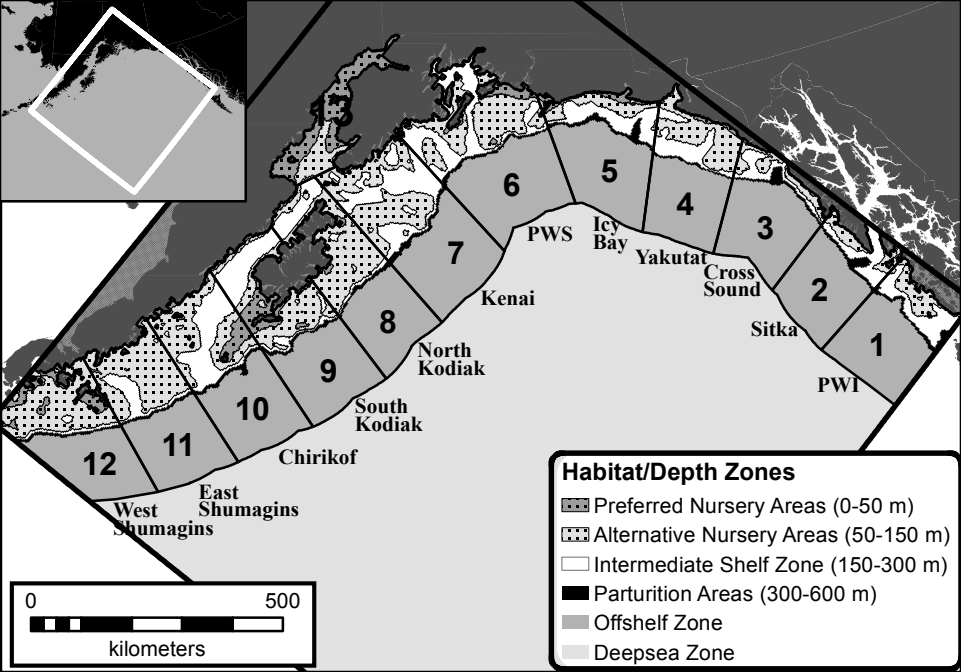 13
6
5
4
3
2
1
7
8
9
10
11
12
PWS
Icy
Bay
Yakutat
Cross
Sound
Sitka
PWI
Kenai
North
Kodiak
South
Kodiak
Chirikof
East
Shumagins
West
Shumagins
Habitat/Depth Zones
Preferred Nursery Areas (0-50 m)
Alternative Nursery Areas (50-150 m)
Intermediate Shelf Zone (150-300 m)
Parturition Areas (300-600 m)
Offshelf Zone
Deepsea Zone
0 500
kilometers